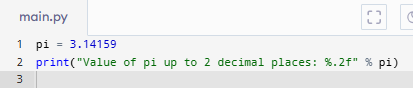 main.py
1 pi = 3.14159
2 print("Value of pi up to 2 decimal places: %.2f" % pi)
3